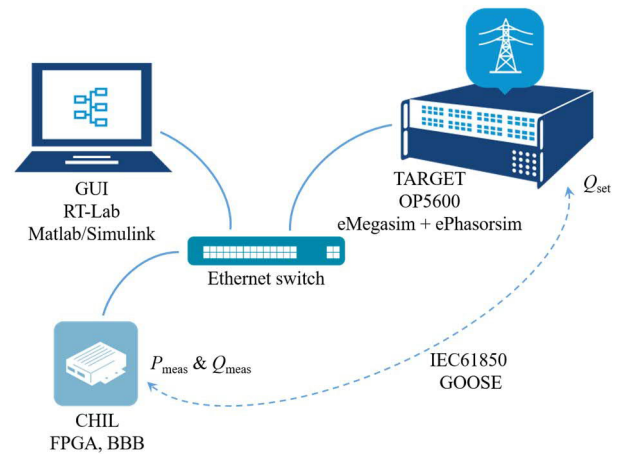 GUI
RT-Lab
Matlab/Simulink
TARGET
OP5600
eMegasim + ePhasorsim
Qset
Ethernet switch
Pmeas & Qmeas
IEC61850
GOOSE
CHIL
FPGA, BBB